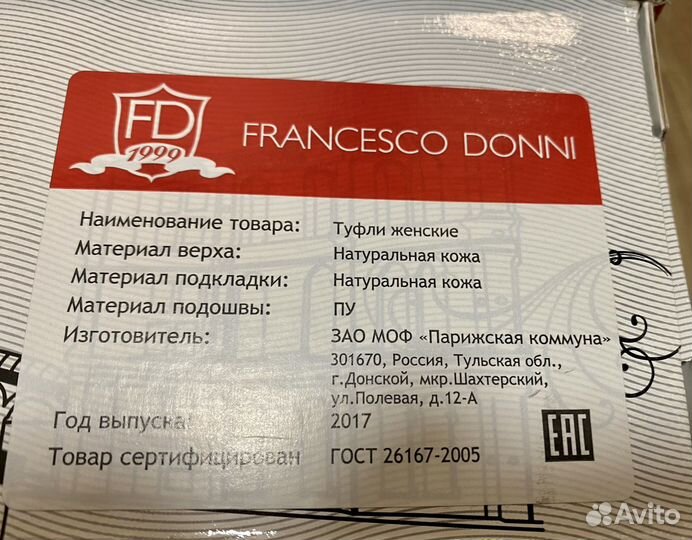 FD
1999
FRANCESCO DONNI
Наименование товара: Туфли женские
Материал верха: Натуральная кожа
Материал подкладки: Натуральная кожа
Материал подошвы: ПУ
Изготовитель: ЗАО МОФ «Парижская коммуна»
301670, Россия, Тульская обл.,
г.Донской, мкр.Шахтерский,
ул.Полевая, д.12-А
Год выпуска: 2017
Товар сертифицирован ГОСТ 26167-2005
EAC
Avito